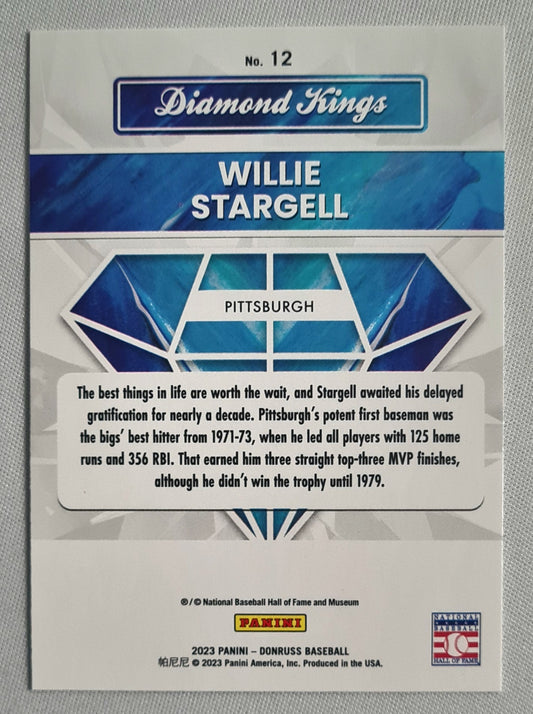 No. 12
Diamond Kings
WILLIE
STARGELL
PITTSBURGH
The best things in life are worth the wait, and Stargell awaited his delayed
gratification for nearly a decade. Pittsburgh's potent first baseman was
the bigs' best hitter from 1971-73, when he led all players with 125 home
runs and 356 RBI. That earned him three straight top-three MVP finishes,
although he didn't win the trophy until 1979.
®/© National Baseball Hall of Fame and Museum
PANINI
2023 PANINI – DONRUSS BASEBALL
帕尼尼 © 2023 Panini America, Inc. Produced in the USA.
NATIONAL
BASEBALL
HALL OF FAME